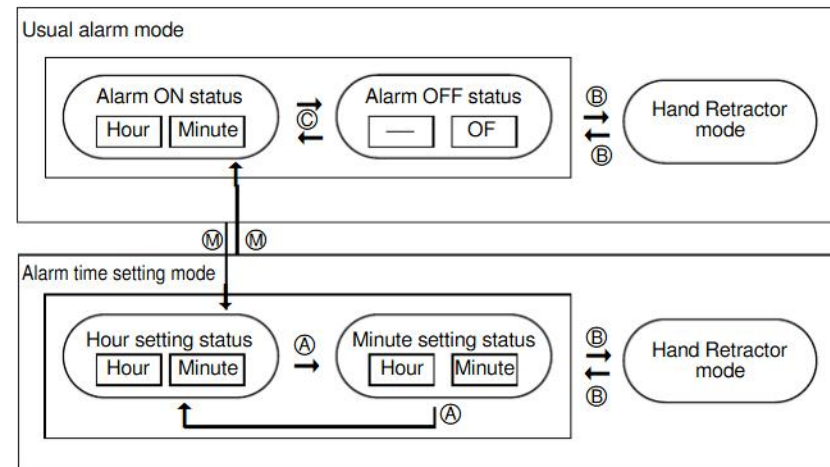 Usual alarm mode
Alarm ON status
Hour Minute
Ⓒ
Alarm OFF status
— OF
Ⓑ
Ⓑ
Hand Retractor
mode
Ⓜ Ⓜ
Alarm time setting mode
Hour setting status
Hour Minute
Ⓐ
Minute setting status
Hour Minute
Ⓐ
Ⓑ
Ⓑ
Hand Retractor
mode